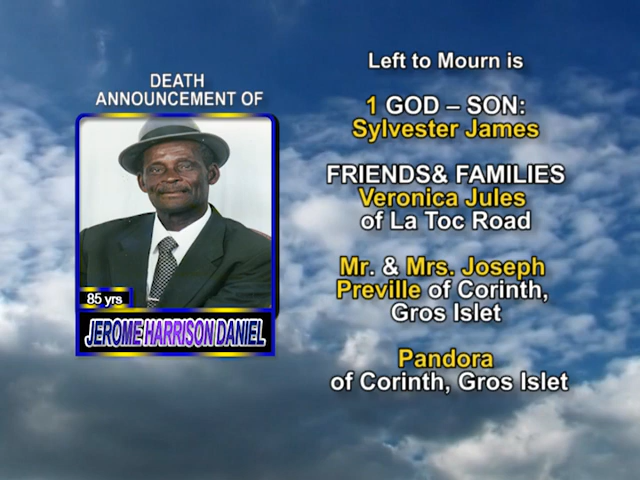 DEATH
ANNOUNCEMENT OF
85 yrs
JEROME HARRISON DANIEL
Left to Mourn is
1 GOD – SON:
Sylvester James
FRIENDS& FAMILIES
Veronica Jules
of La Toc Road
Mr. & Mrs. Joseph
Preville of Corinth,
Gros Islet
Pandora
of Corinth, Gros Islet